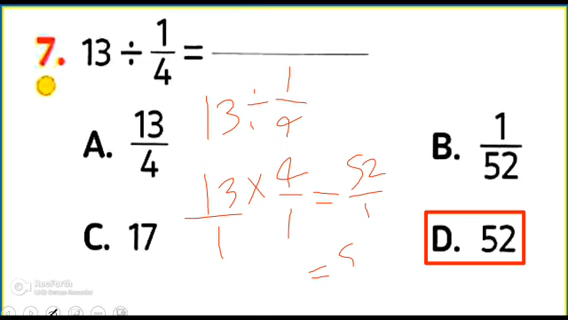 7. 13 ÷ 1/4 = ________
13 ÷ 1/4
A. 13/4
B. 1/52
13/1 × 4/1 = 52/1
C. 17
D. 52
= 5